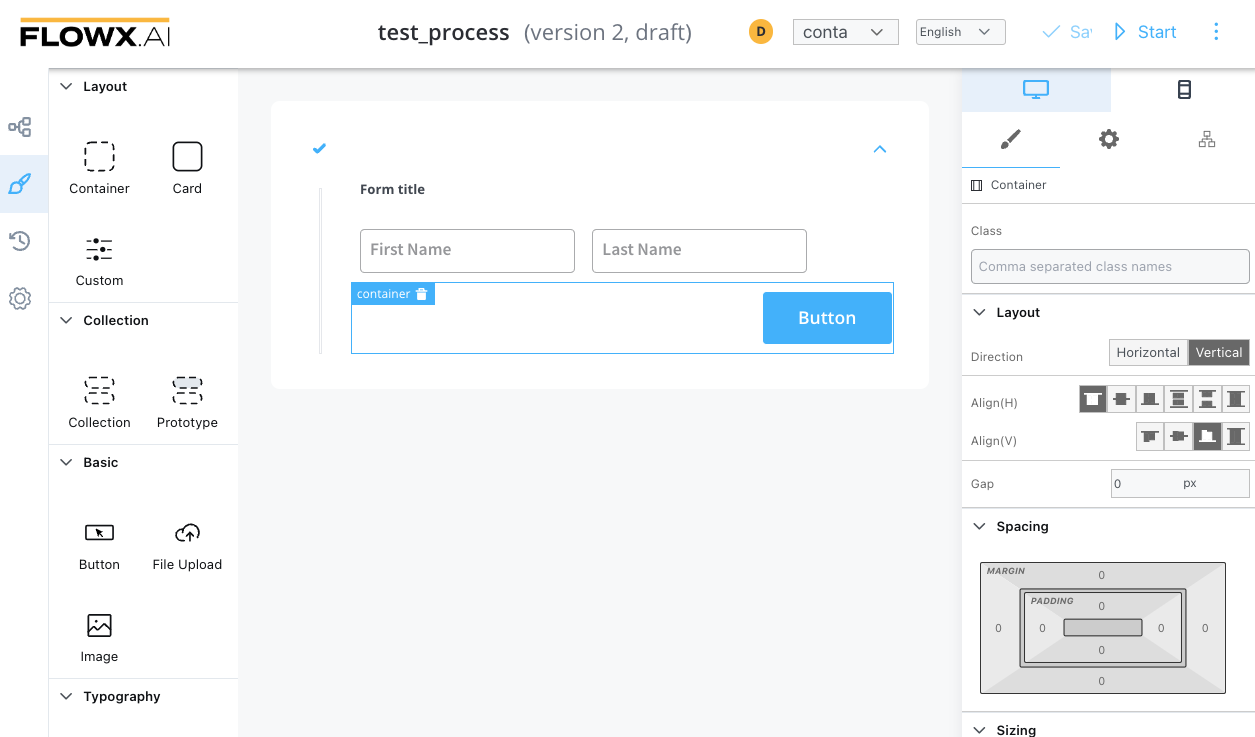 FLOWX.AI
test_process (version 2, draft)
D
conta
English
Sav
Start
Layout
Container
Card
Custom
Collection
Collection
Prototype
Basic
Button
File Upload
Image
Typography
Form title
First Name
Last Name
container
Button
Container
Class
Comma separated class names
Layout
Direction
Horizontal
Vertical
Align(H)
Align(V)
Gap
0 px
Spacing
MARGIN
0
PADDING
0
0 0 0 0
0
0
Sizing